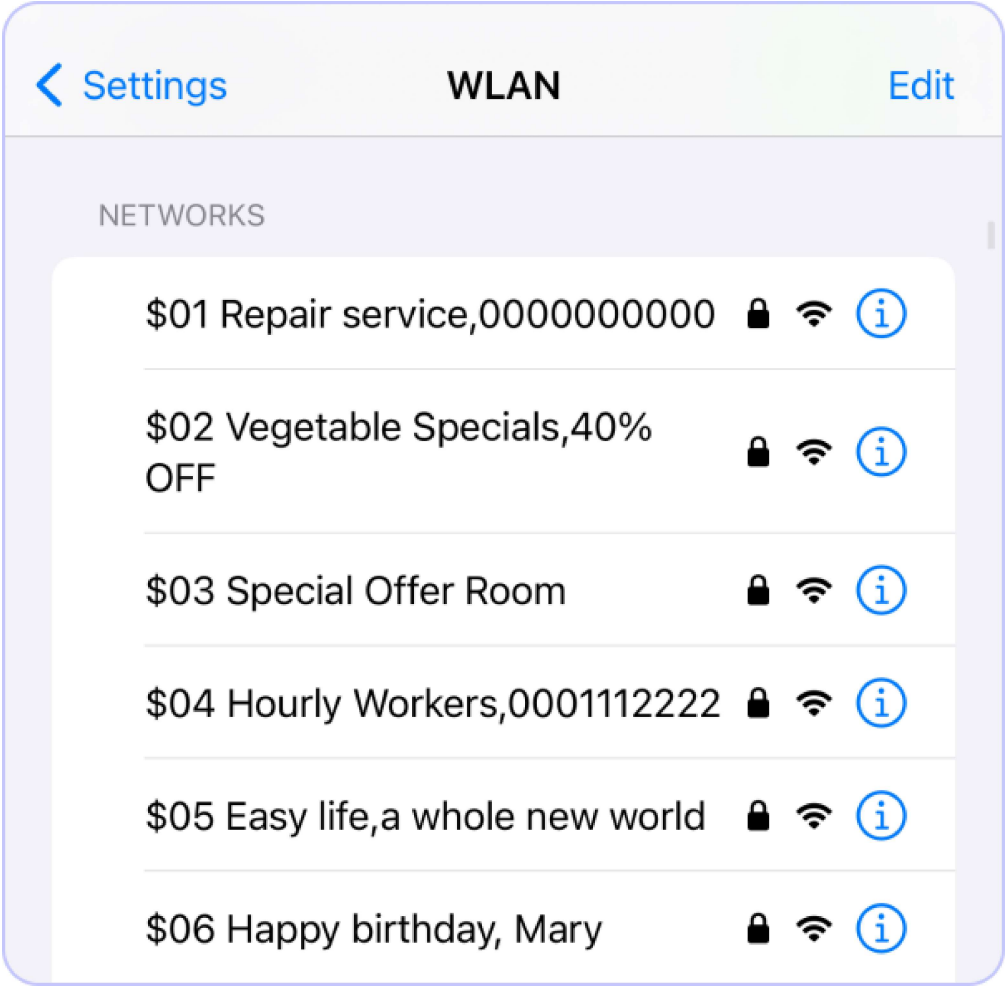 Settings
WLAN
Edit
NETWORKS
$01 Repair service,0000000000
$02 Vegetable Specials,40%
OFF
$03 Special Offer Room
$04 Hourly Workers,0001112222
$05 Easy life,a whole new world
$06 Happy birthday, Mary